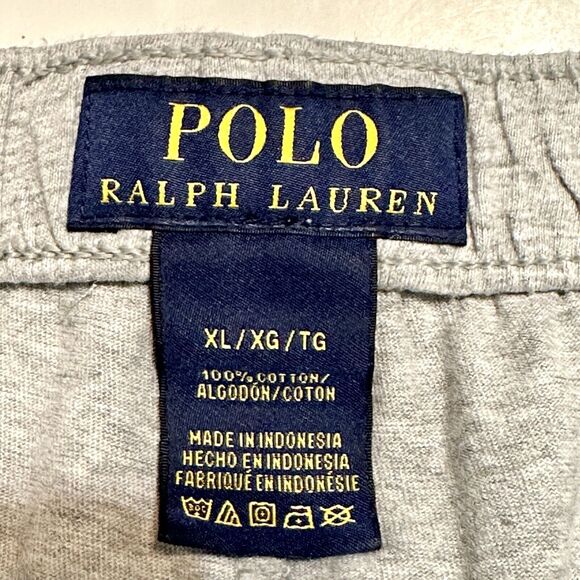 POLO
RALPH LAUREN
XL/XG/TG
100% COTTON/
ALGODÓN/COTON
MADE IN INDONESIA
HECHO EN INDONESIA
FABRIQUÉ EN INDONÉSIE